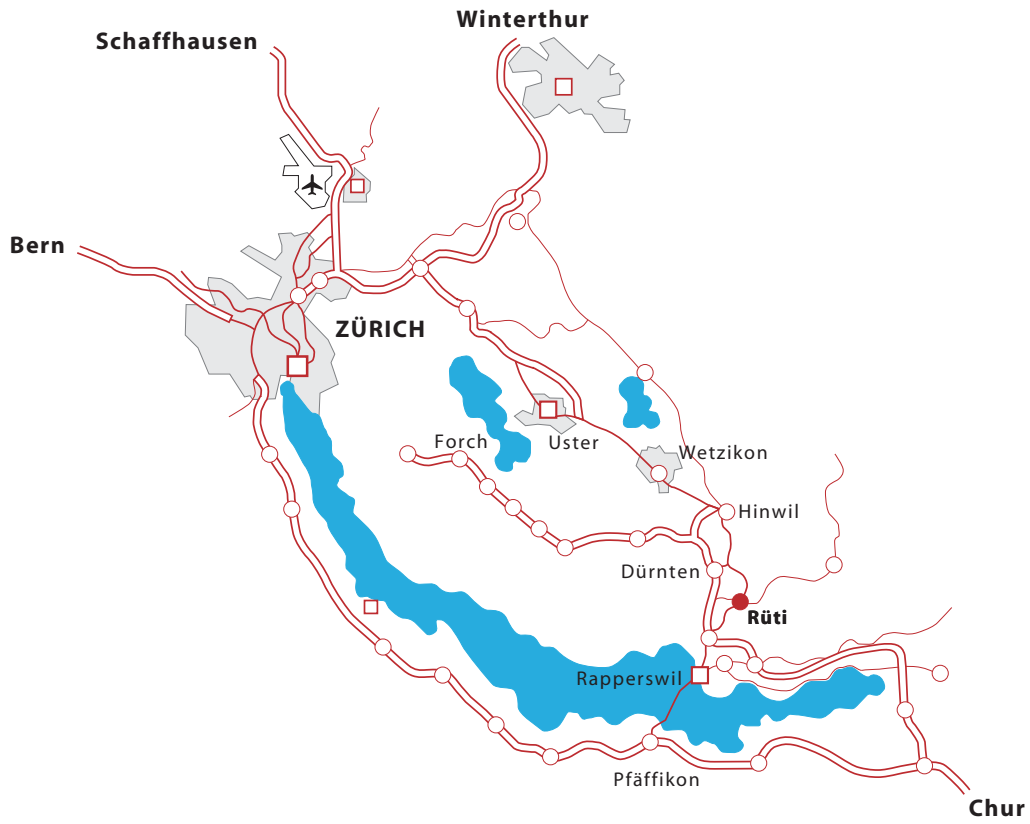 Winterthur
Schaffhausen
Bern
ZÜRICH
Forch
Uster
Wetzikon
Hinwil
Dürnten
Rüti
Rapperswil
Pfäffikon
Chur